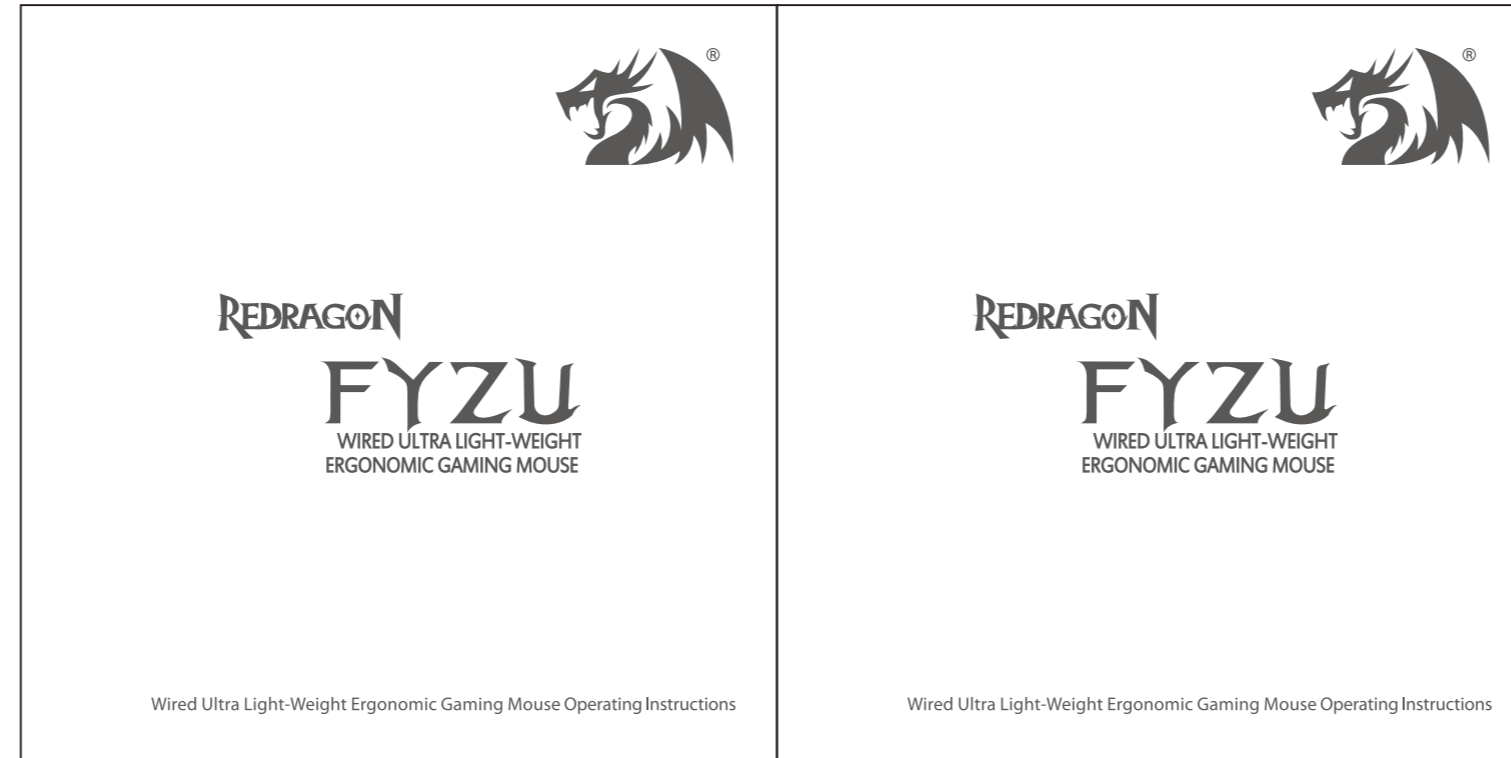 ®
REDRAGON
FYZU
WIRED ULTRA LIGHT-WEIGHT
ERGONOMIC GAMING MOUSE
Wired Ultra Light-Weight Ergonomic Gaming Mouse Operating Instructions
®
REDRAGON
FYZU
WIRED ULTRA LIGHT-WEIGHT
ERGONOMIC GAMING MOUSE
Wired Ultra Light-Weight Ergonomic Gaming Mouse Operating Instructions